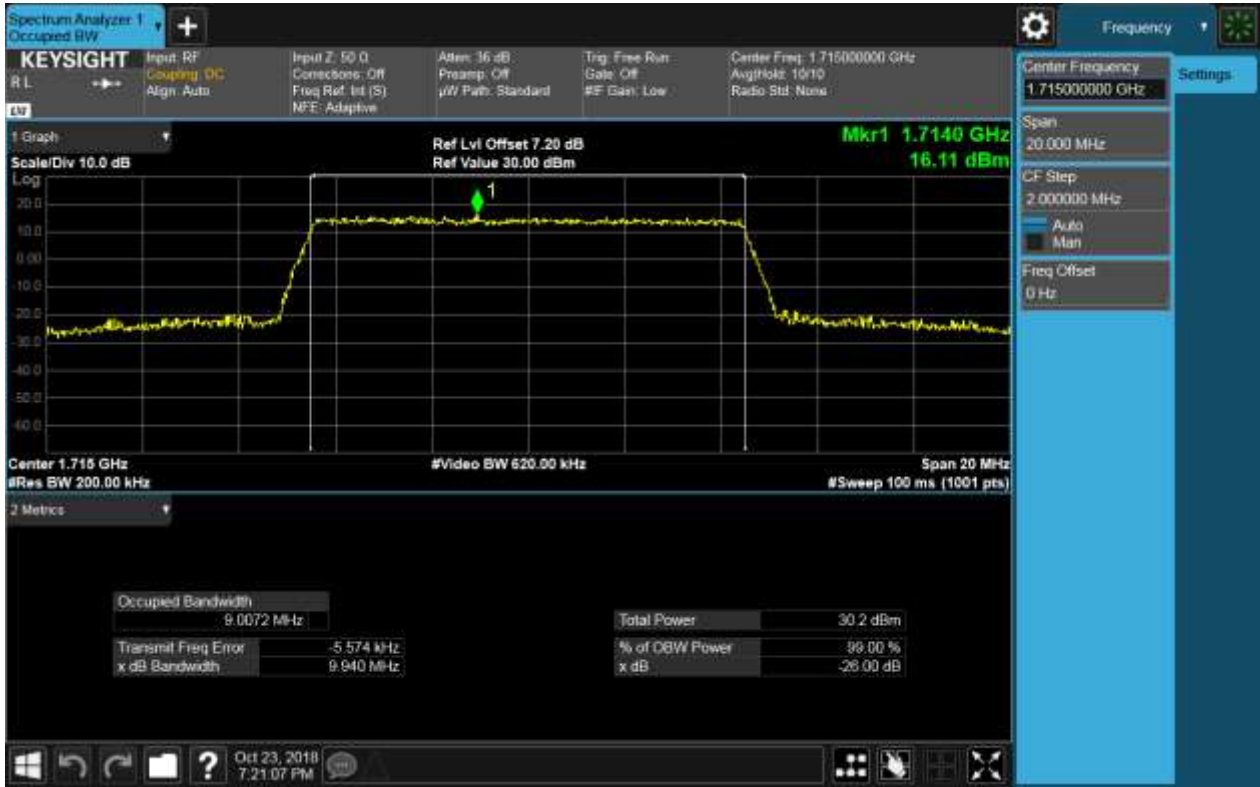 Spectrum Analyzer 1
Occupied BW
+
Frequency
KEYSIGHT
R L
Input: RF
Coupling: DC
Align: Auto
Input Z: 50 Ω
Corrections: Off
Freq Ref: Int (S)
NFE: Adaptive
Atten: 36 dB
Preamp: Off
µW Path: Standard
Trig: Free Run
Gate: Off
#IF Gain: Low
Center Freq: 1.715000000 GHz
Avg|Hold: 10/10
Radio Std: None
Center Frequency
1.715000000 GHz
Settings
Span
20.000 MHz
CF Step
2.000000 MHz
Auto
Man
Freq Offset
0 Hz
1 Graph
Scale/Div 10.0 dB
Ref Lvl Offset 7.20 dB
Ref Value 30.00 dBm
Mkr1 1.7140 GHz
16.11 dBm
Log
1
20.0
10.0
0.00
-10.0
-20.0
-30.0
-40.0
-50.0
-60.0
Center 1.715 GHz
#Res BW 200.00 kHz
#Video BW 620.00 kHz
Span 20 MHz
#Sweep 100 ms (1001 pts)
2 Metrics
Occupied Bandwidth
9.0072 MHz
Transmit Freq Error -5.574 kHz
x dB Bandwidth 9.940 MHz
Total Power 30.2 dBm
% of OBW Power 99.00 %
x dB -26.00 dB
?
Oct 23, 2018
7:21:07 PM